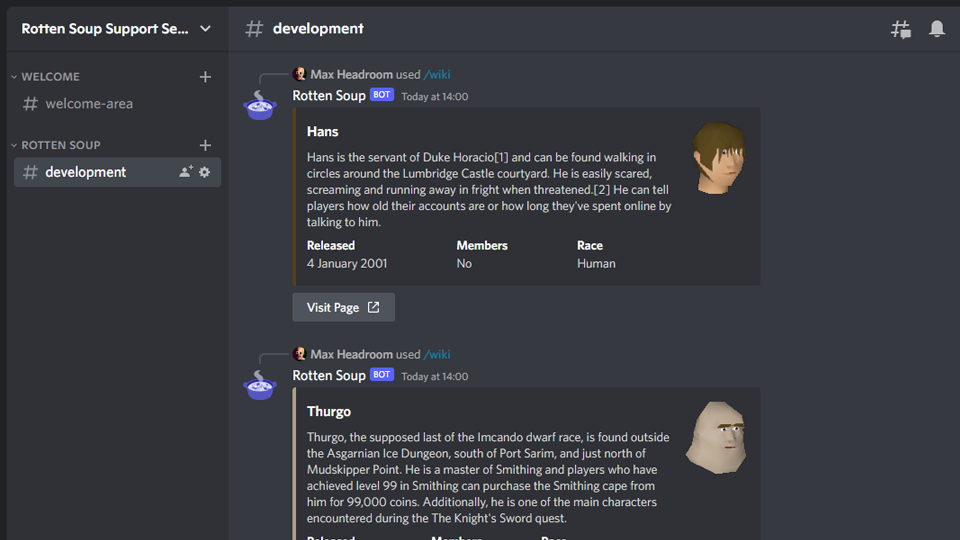 Rotten Soup Support Se...
development
WELCOME
welcome-area
ROTTEN SOUP
development
Max Headroom used /wiki
Rotten Soup BOT Today at 14:00
Hans
Hans is the servant of Duke Horacio[1] and can be found walking in
circles around the Lumbridge Castle courtyard. He is easily scared,
screaming and running away in fright when threatened.[2] He can tell
players how old their accounts are or how long they've spent online by
talking to him.
Released Members Race
4 January 2001 No Human
Visit Page
Max Headroom used /wiki
Rotten Soup BOT Today at 14:00
Thurgo
Thurgo, the supposed last of the Imcando dwarf race, is found outside
the Asgarnian Ice Dungeon, south of Port Sarim, and just north of
Mudskipper Point. He is a master of Smithing and players who have
achieved level 99 in Smithing can purchase the Smithing cape from
him for 99,000 coins. Additionally, he is one of the main characters
encountered during the The Knight's Sword quest.
Released Members Race